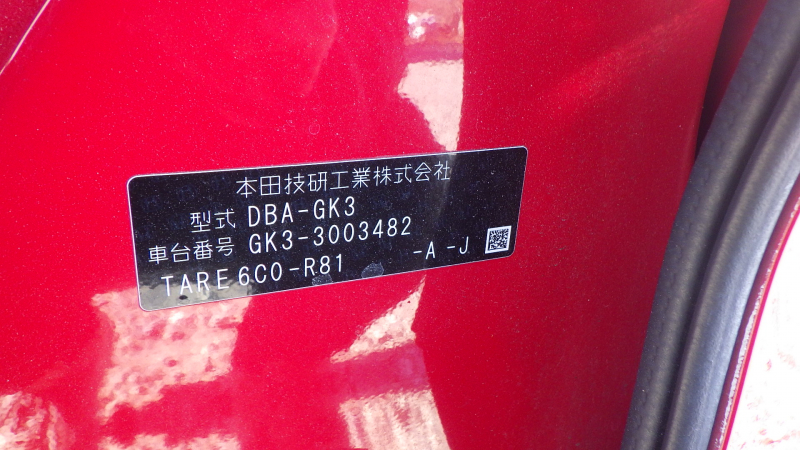 本田技研工業株式会社
型式 DBA-GK3
車台番号 GK3-3003482
TARE6C0-R81 -A -J